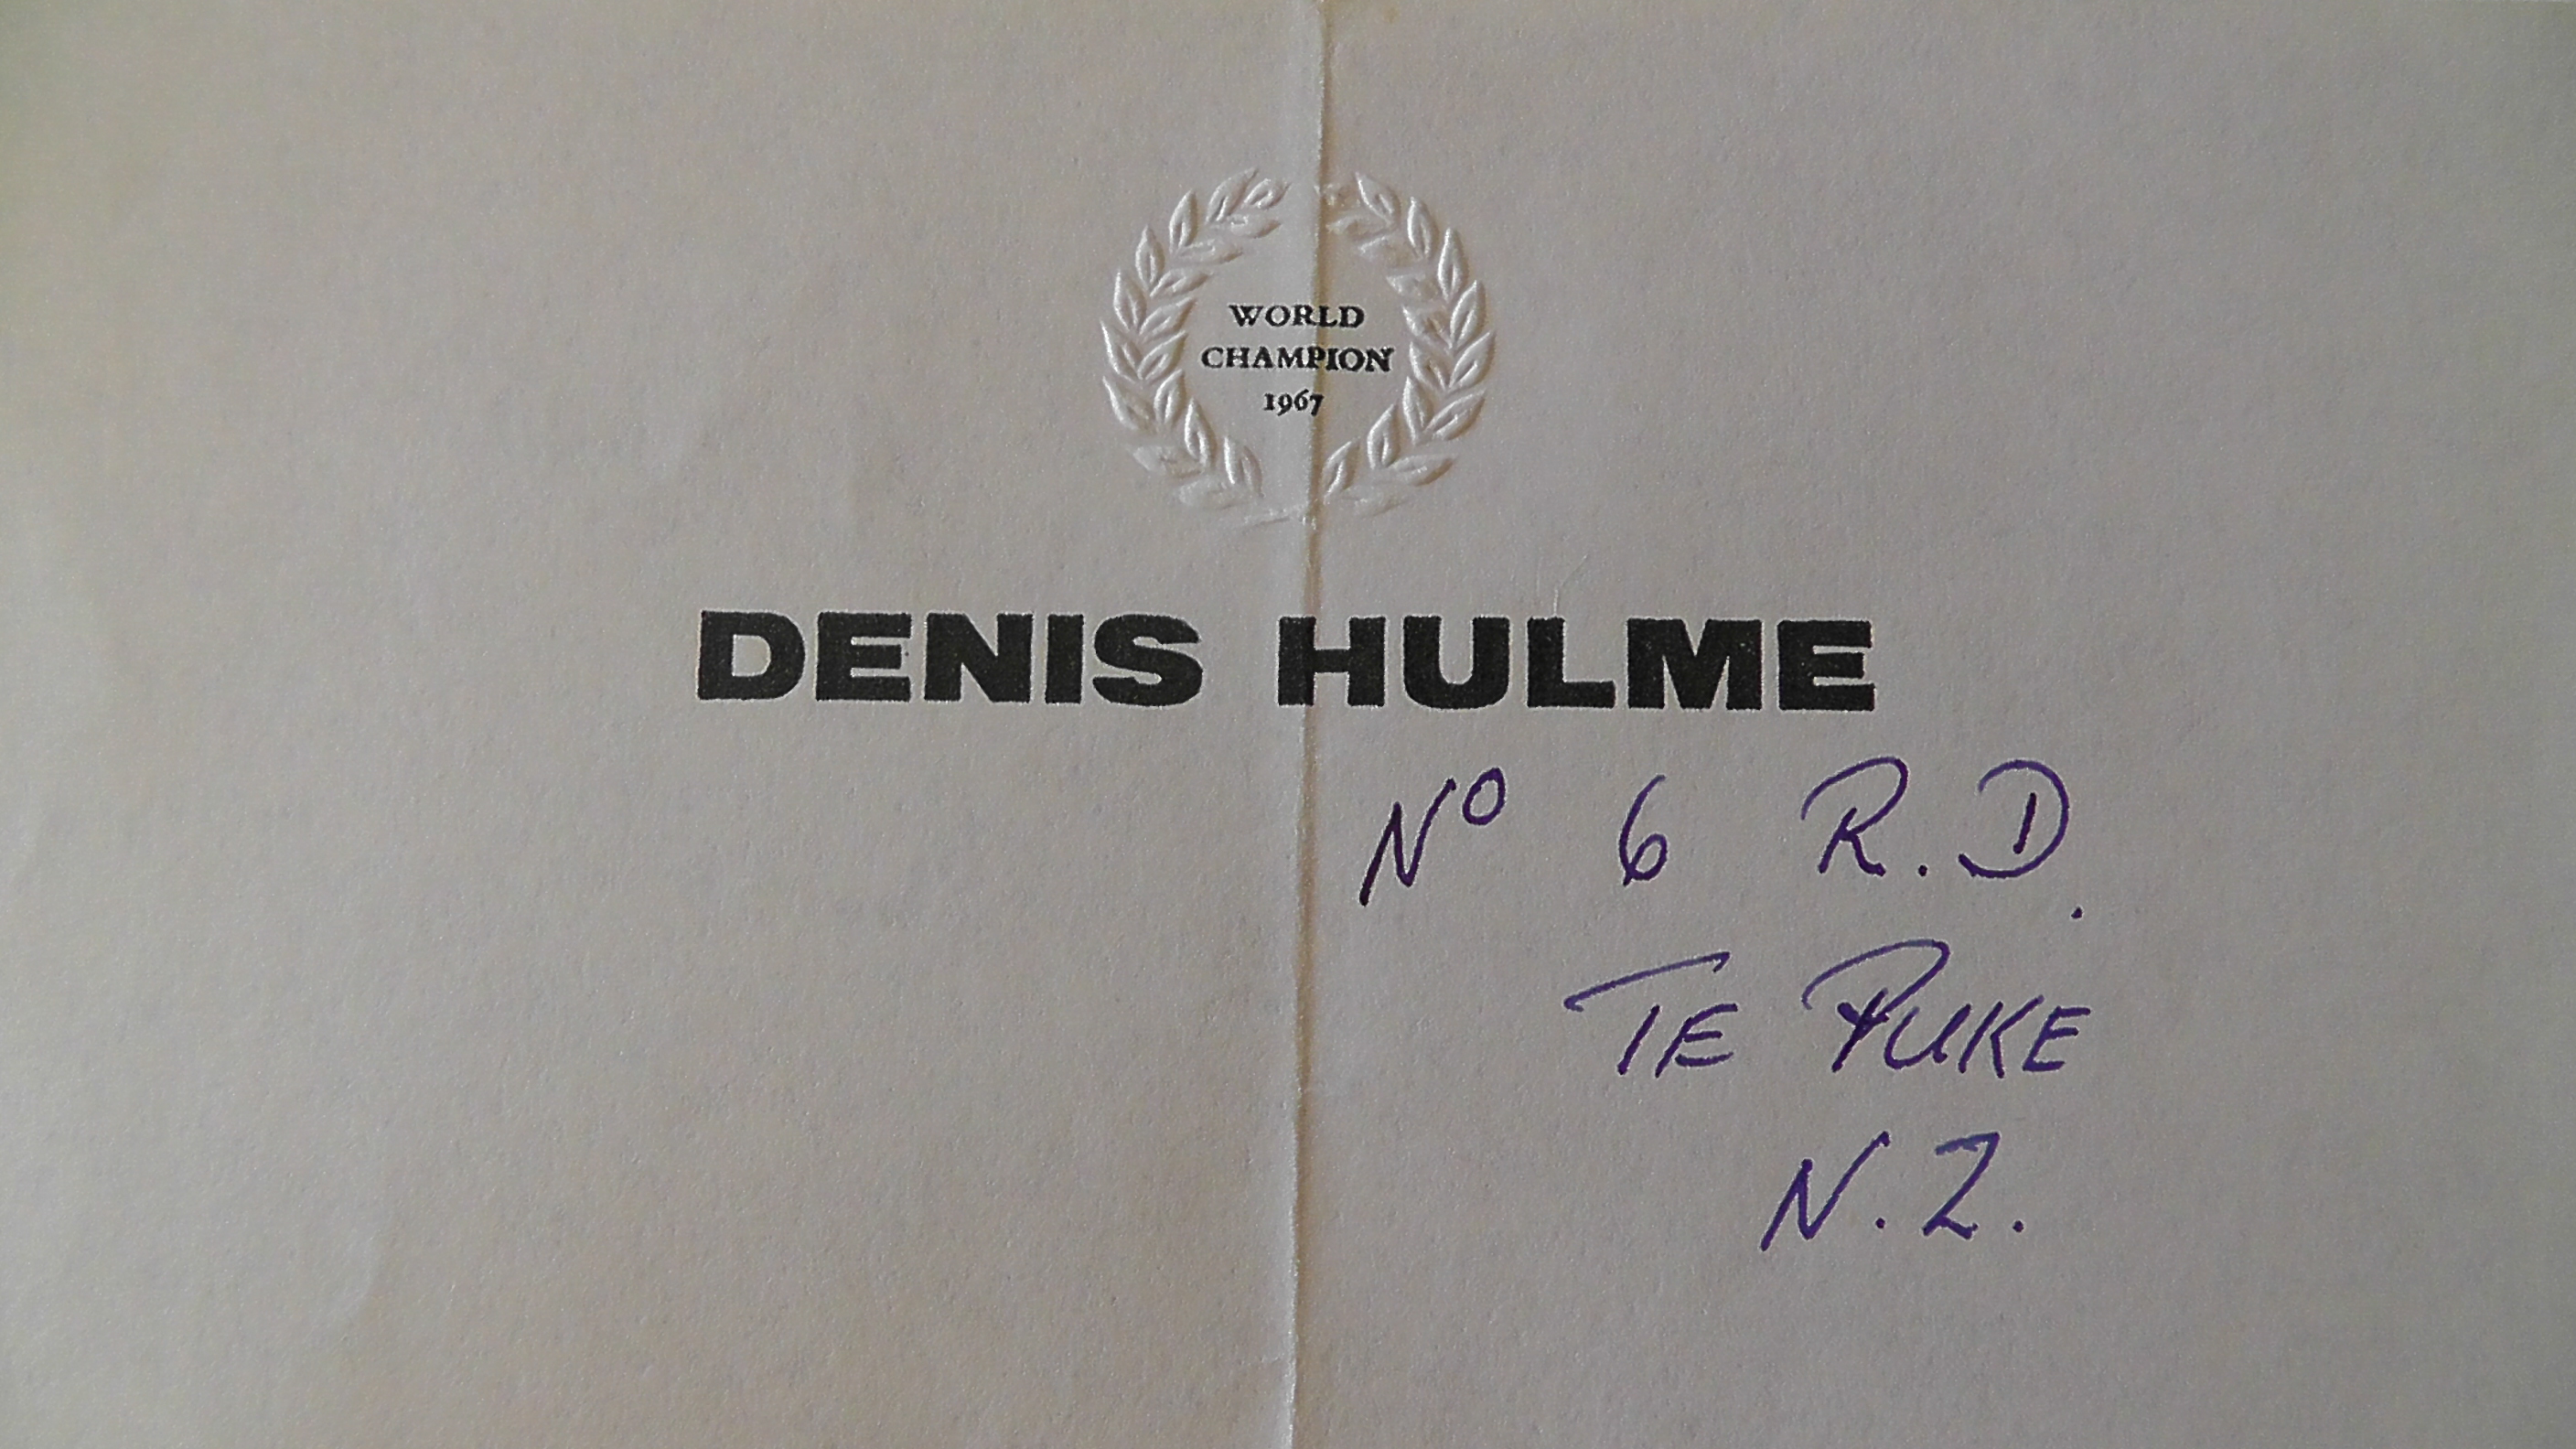 WORLD
CHAMPION
1967
DENIS HULME
Nº 6 R.D.
TE PUKE
N.Z.